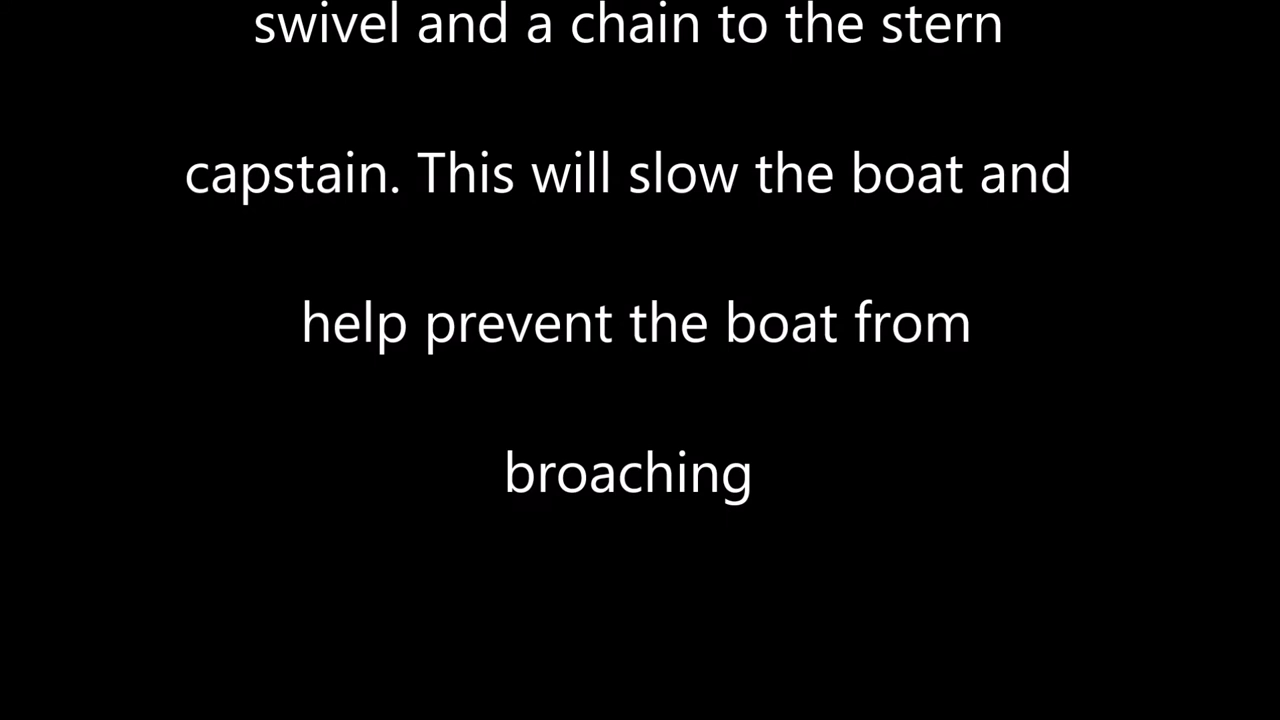 swivel and a chain to the stern
capstain. This will slow the boat and
help prevent the boat from
broaching